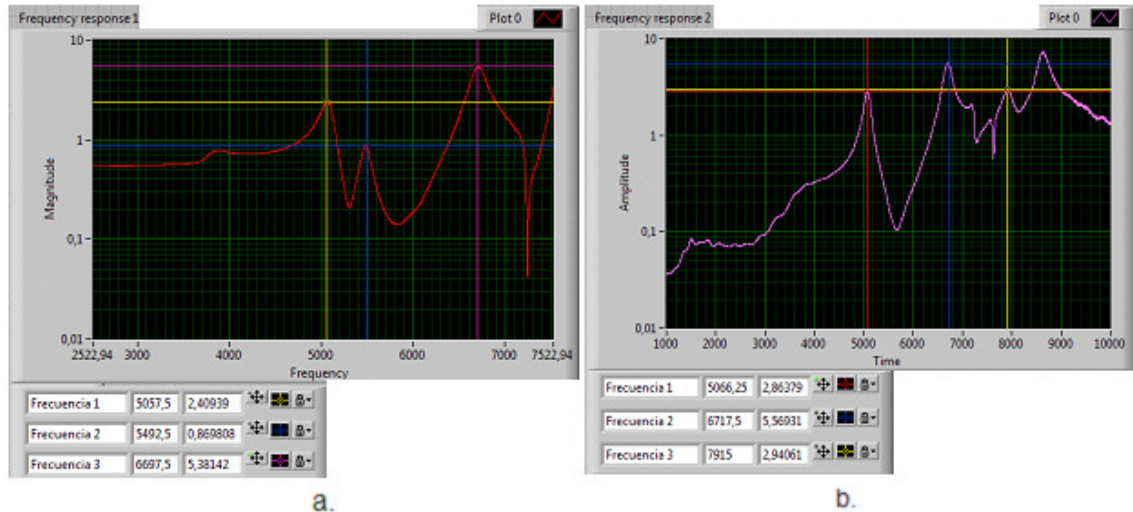 Frequency response 1
Plot 0
10
1
0,1
0,01
Magnitude
2522,94 3000 4000 5000 6000 7000 7522,94
Frequency
Frecuencia 1 5057,5 2,40939
Frecuencia 2 5492,5 0,869808
Frecuencia 3 6697,5 5,38142
a.
Frequency response 2
Plot 0
10
1
0,1
0,01
Amplitude
1000 2000 3000 4000 5000 6000 7000 8000 9000 10000
Time
Frecuencia 1 5066,25 2,86379
Frecuencia 2 6717,5 5,56931
Frecuencia 3 7915 2,94061
b.